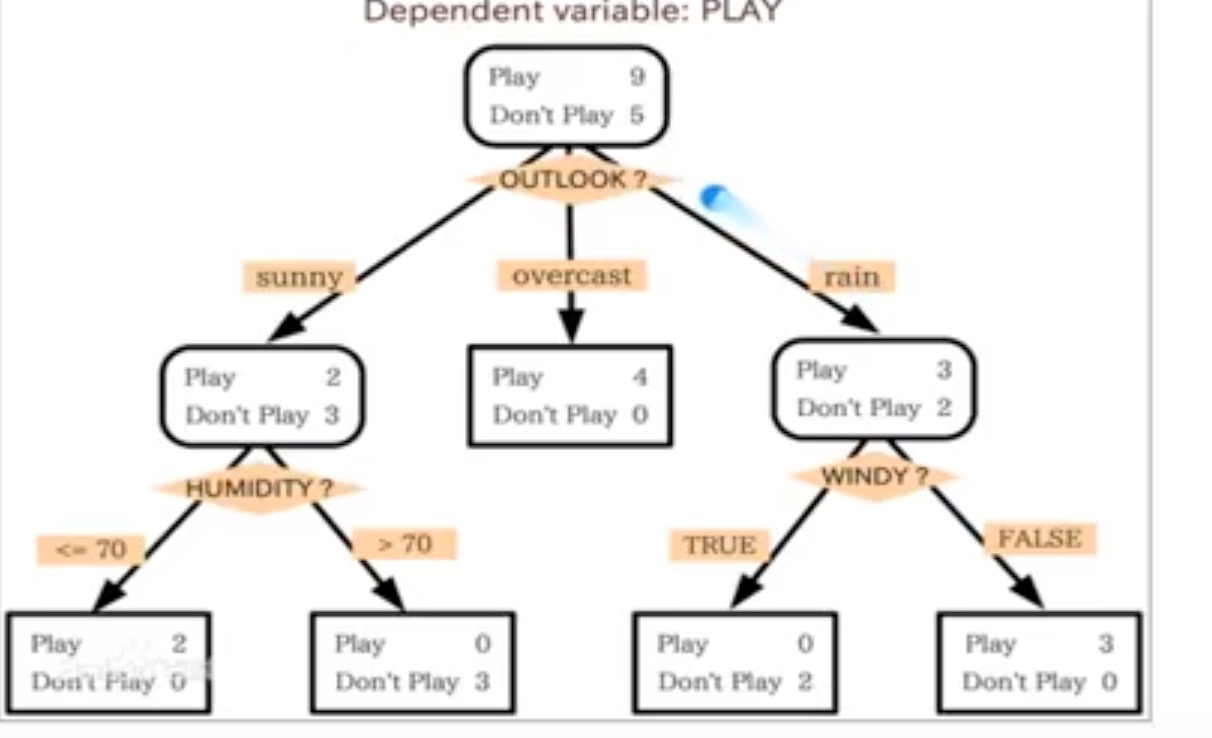 Dependent variable: PLAY
Play 9
Don't Play 5
OUTLOOK ?
sunny
overcast
rain
Play 2
Don't Play 3
Play 4
Don't Play 0
Play 3
Don't Play 2
HUMIDITY ?
WINDY ?
<= 70
> 70
TRUE
FALSE
Play 2
Don't Play 0
Play 0
Don't Play 3
Play 0
Don't Play 2
Play 3
Don't Play 0